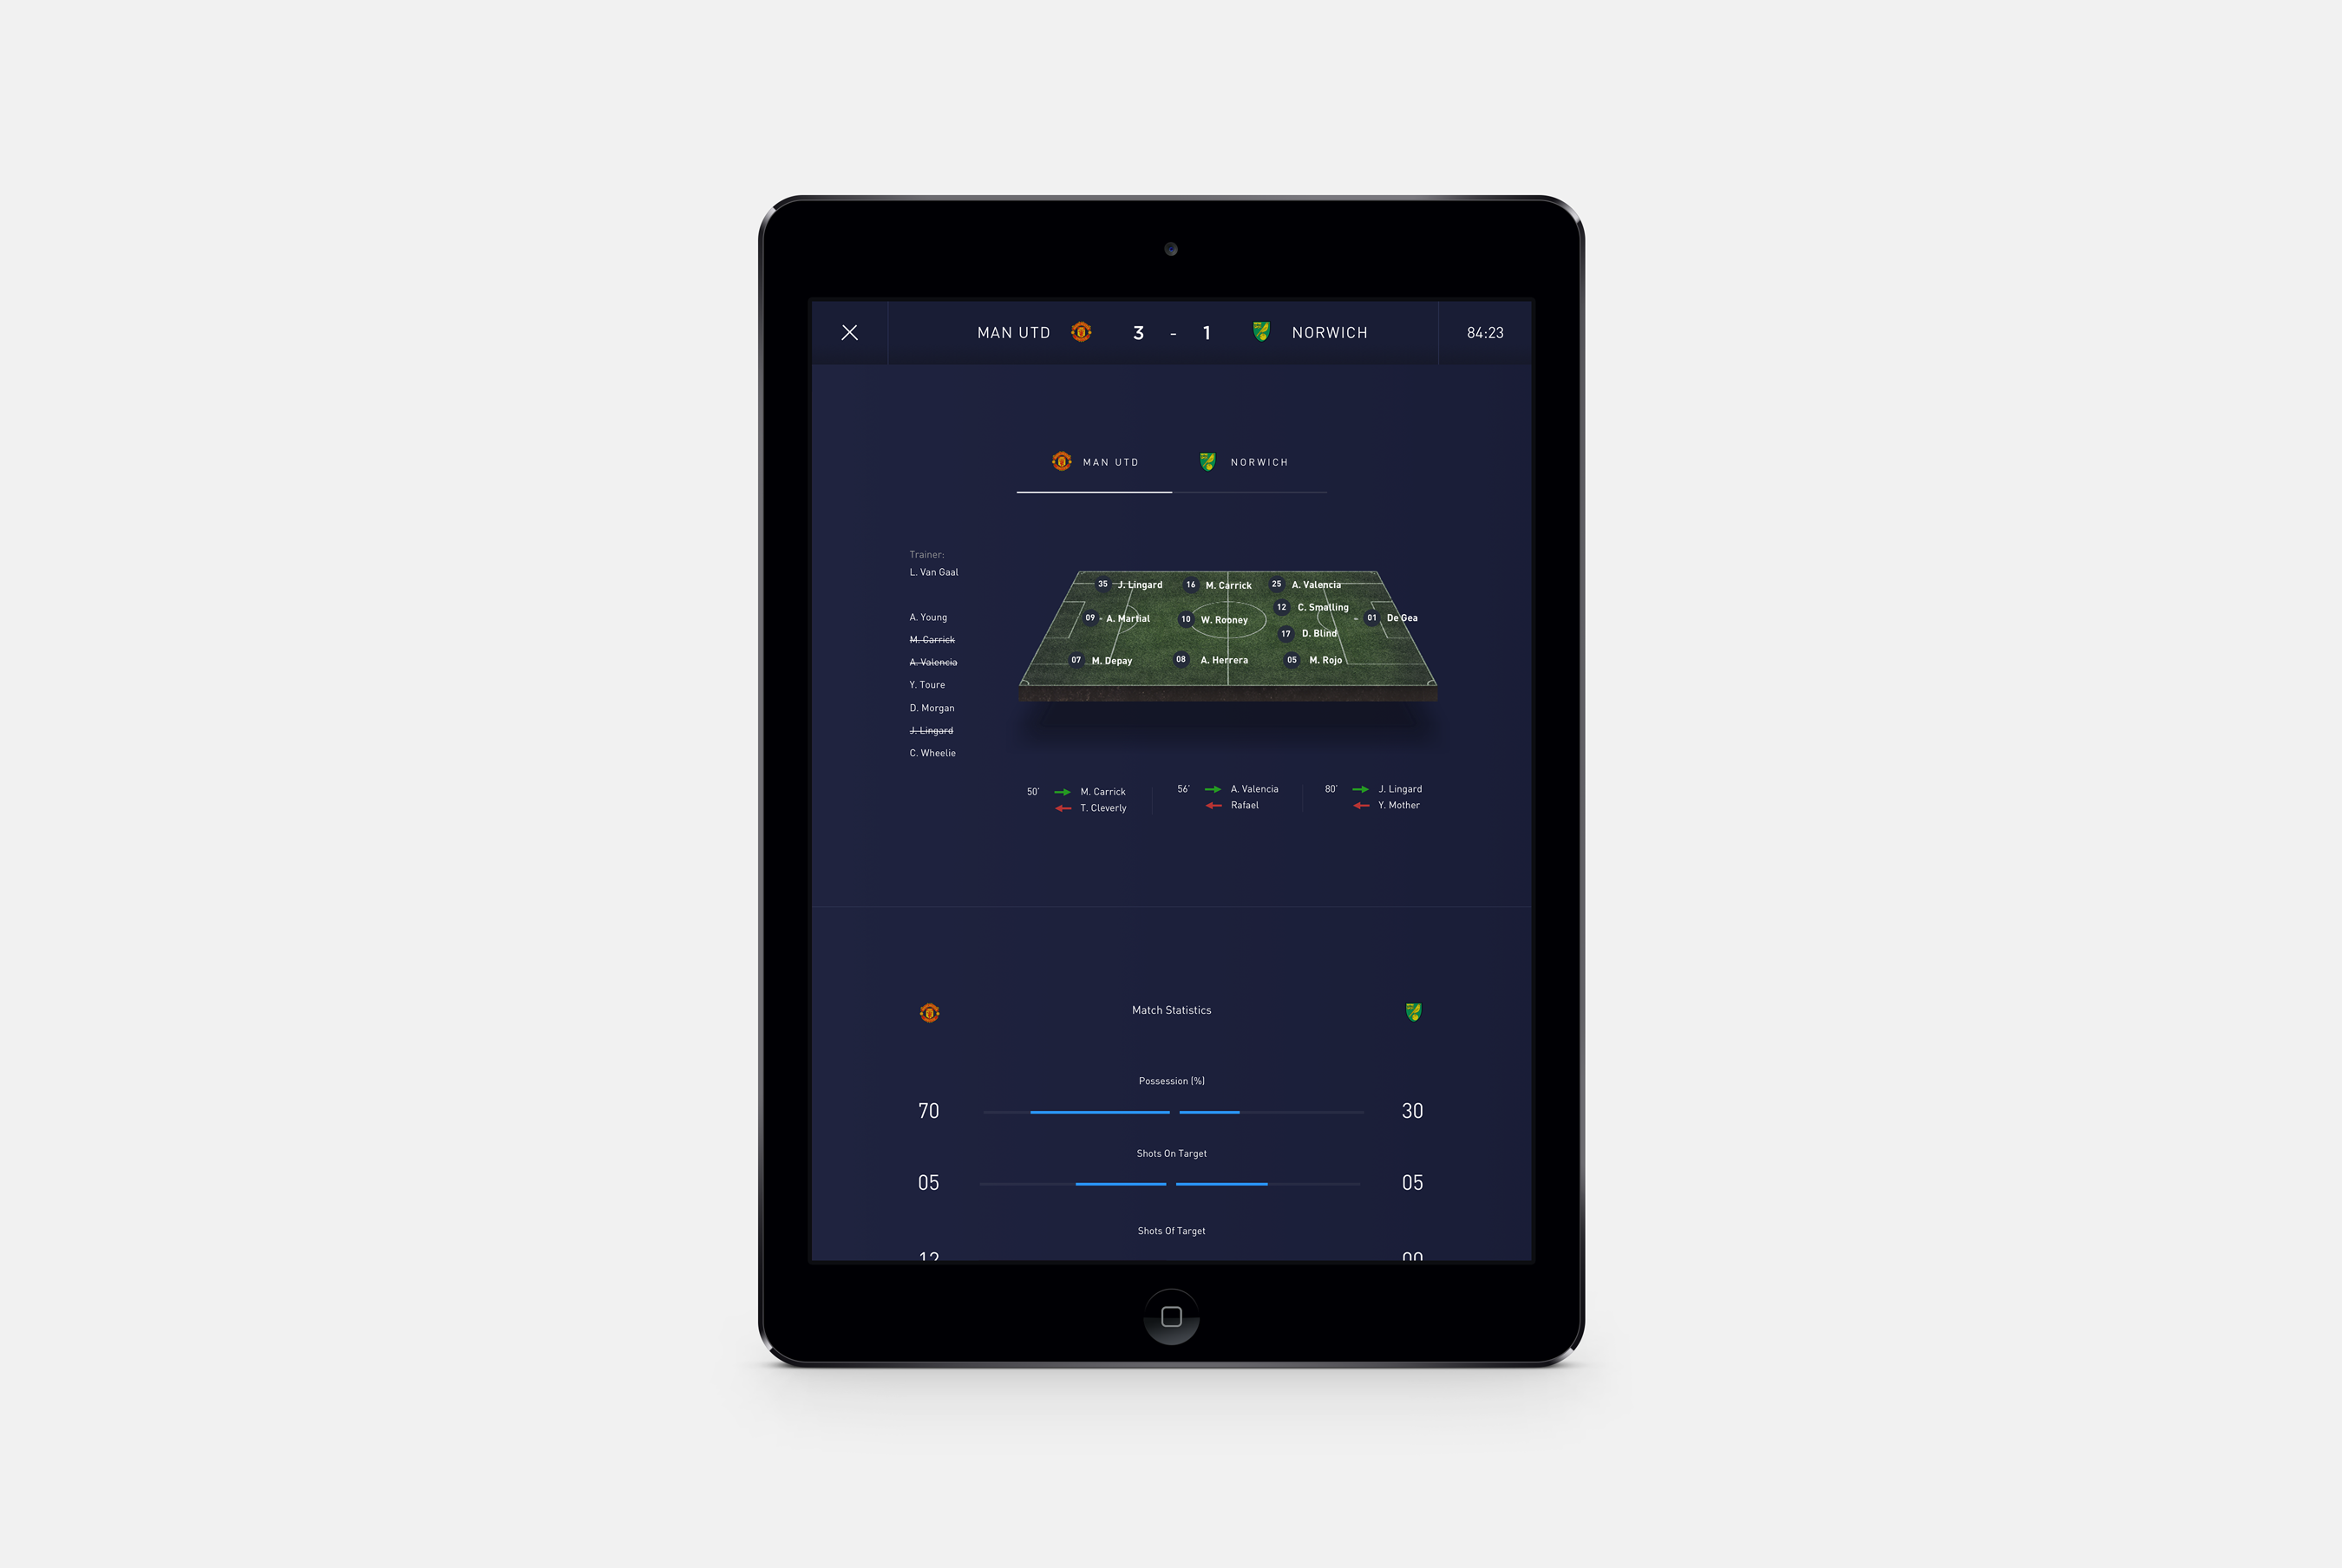 MAN UTD 3 - 1 NORWICH 84:23
MAN UTD NORWICH
Trainer:
L. Van Gaal
A. Young
M. Carrick
A. Valencia
Y. Toure
D. Morgan
J. Lingard
C. Wheelie
35 J. Lingard 16 M. Carrick 25 A. Valencia
12 C. Smalling
09 - A. Martial 10 W. Rooney - 01 De Gea
17 D. Blind
07 M. Depay 08 A. Herrera 05 M. Rojo
50' M. Carrick 56' A. Valencia 80' J. Lingard
T. Cleverly Rafael Y. Mother
Match Statistics
Possession (%)
70 30
Shots On Target
05 05
Shots Of Target
12 00